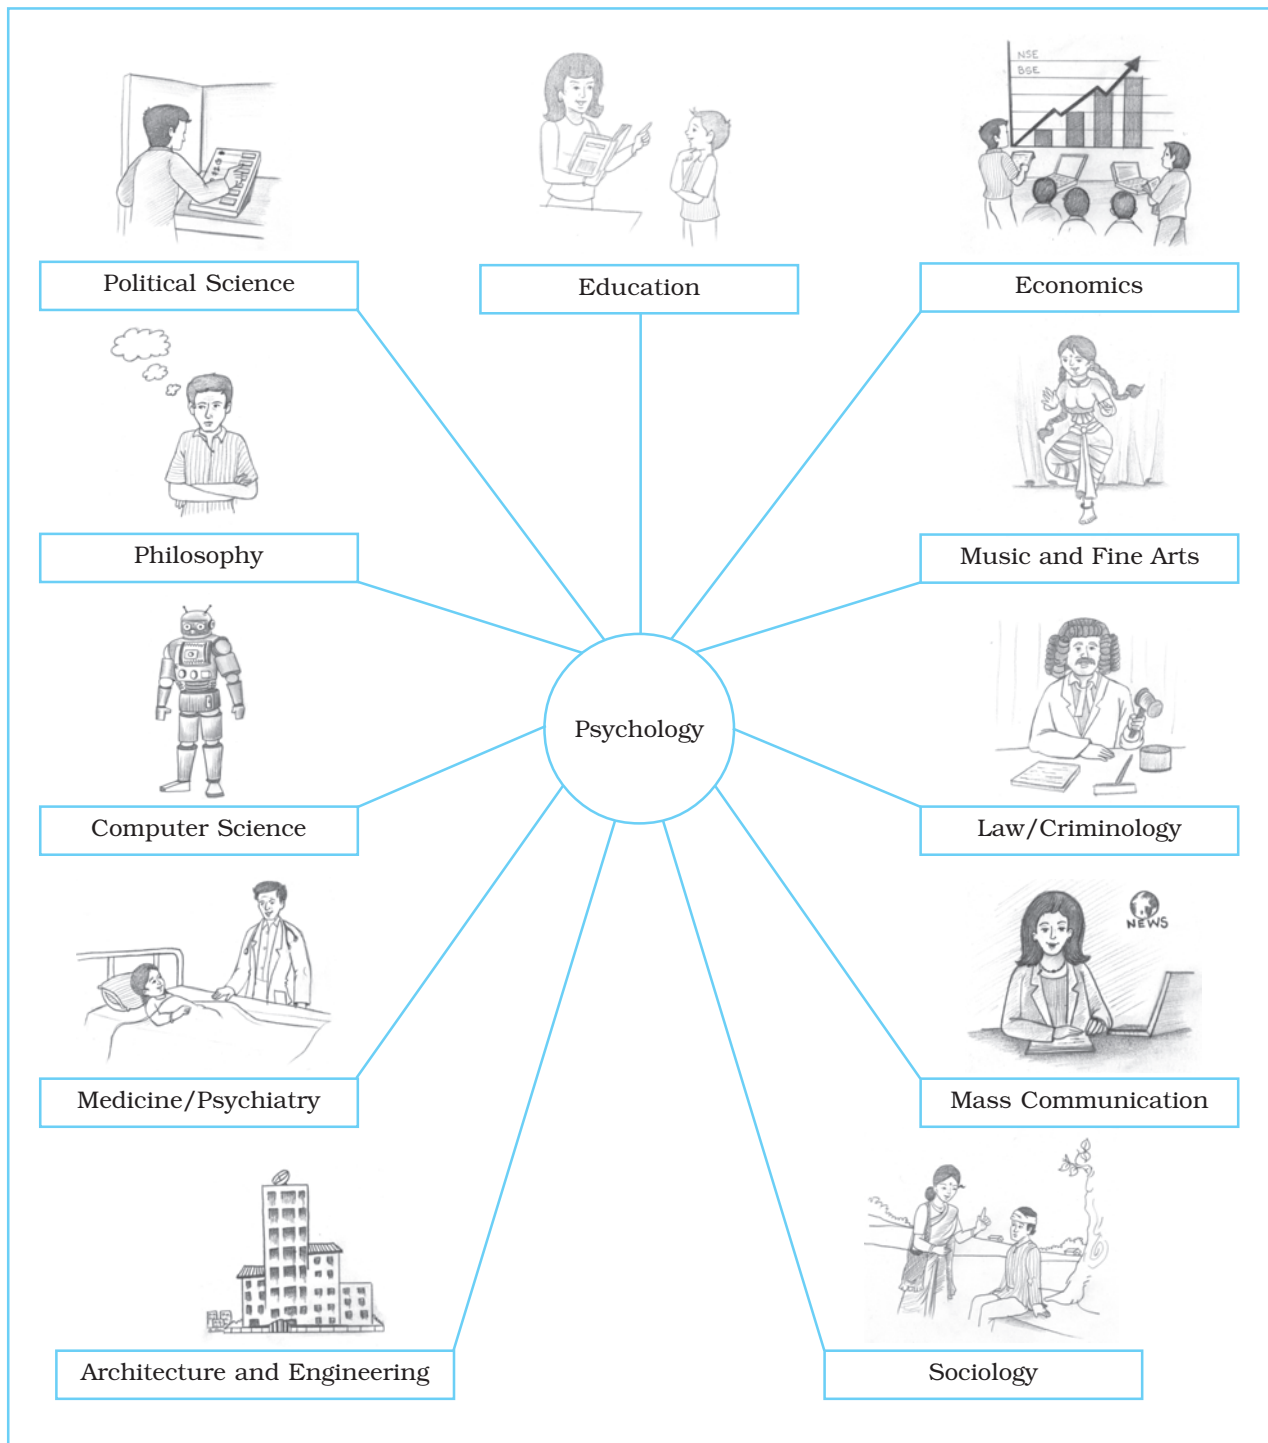 NSE
BSE
Political Science
Education
Economics
Philosophy
Music and Fine Arts
Psychology
Computer Science
Law/Criminology
NEWS
Medicine/Psychiatry
Mass Communication
Architecture and Engineering
Sociology